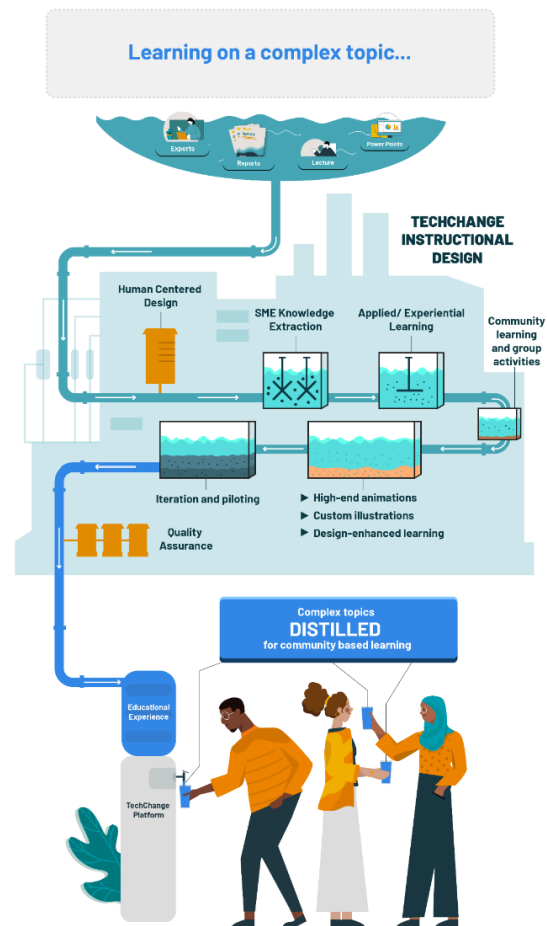 Learning on a complex topic...
Experts
Reports
Lecture
Power Points
TECHCHANGE
INSTRUCTIONAL
DESIGN
Human Centered
Design
SME Knowledge
Extraction
Applied/ Experiential
Learning
Community
learning
and group
activities
Iteration and piloting
► High-end animations
► Custom illustrations
► Design-enhanced learning
Quality
Assurance
Complex topics
DISTILLED
for community based learning
Educational
Experience
TechChange
Platform